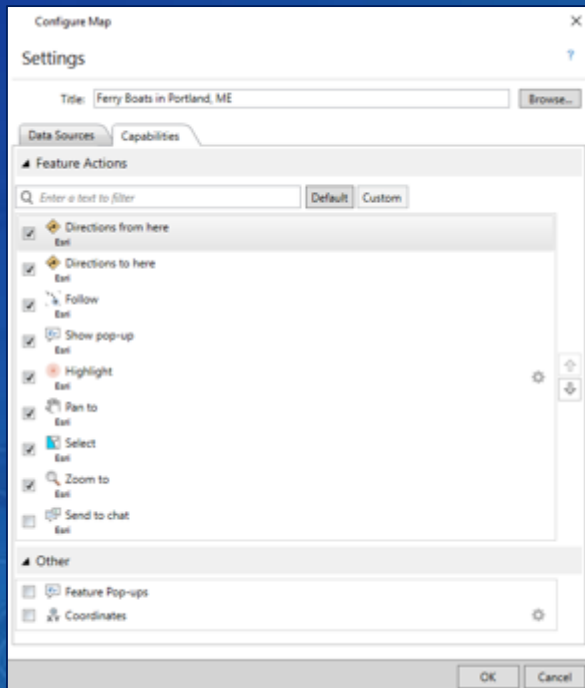 Configure Map
Settings
?
Title: Ferry Boats in Portland, ME Browse...
Data Sources Capabilities
Feature Actions
Enter a text to filter Default Custom
Directions from here
Esri
Directions to here
Esri
Follow
Esri
Show pop-up
Esri
Highlight
Esri
Pan to
Esri
Select
Esri
Zoom to
Esri
Send to chat
Esri
Other
Feature Pop-ups
Coordinates
OK Cancel